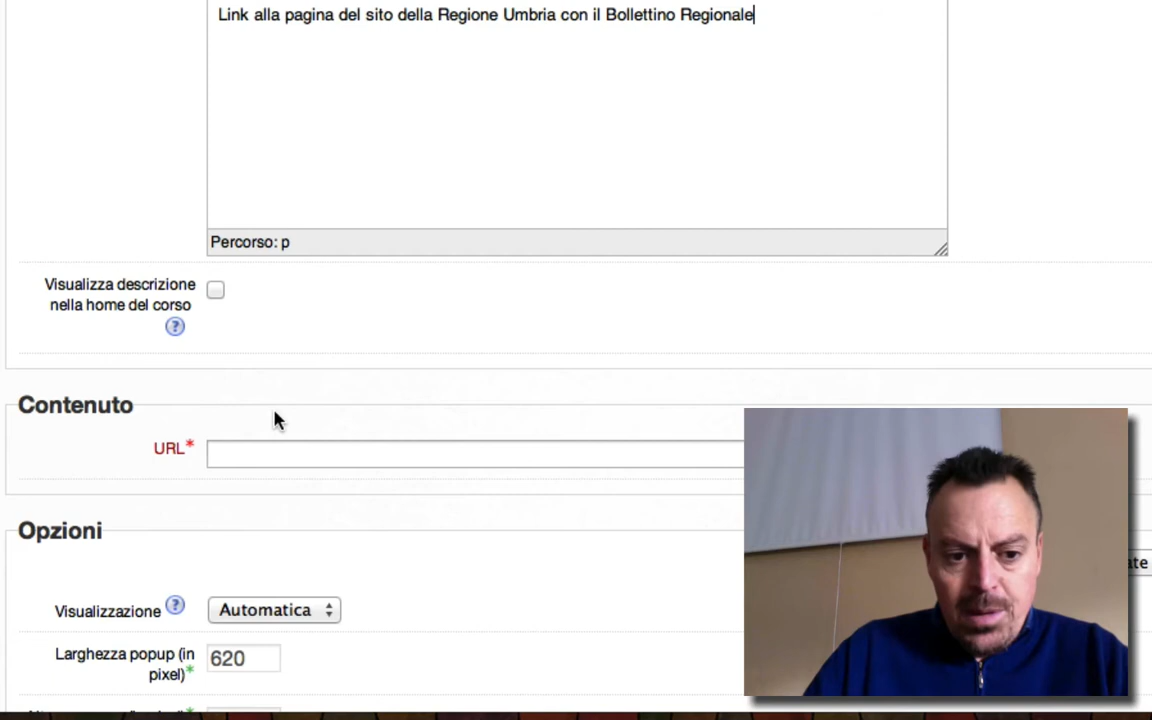 Link alla pagina del sito della Regione Umbria con il Bollettino Regionale
Percorso: p
Visualizza descrizione
nella home del corso
?
Contenuto
URL*
Opzioni
Visualizzazione ?
Automatica
Larghezza popup (in
pixel)*
620